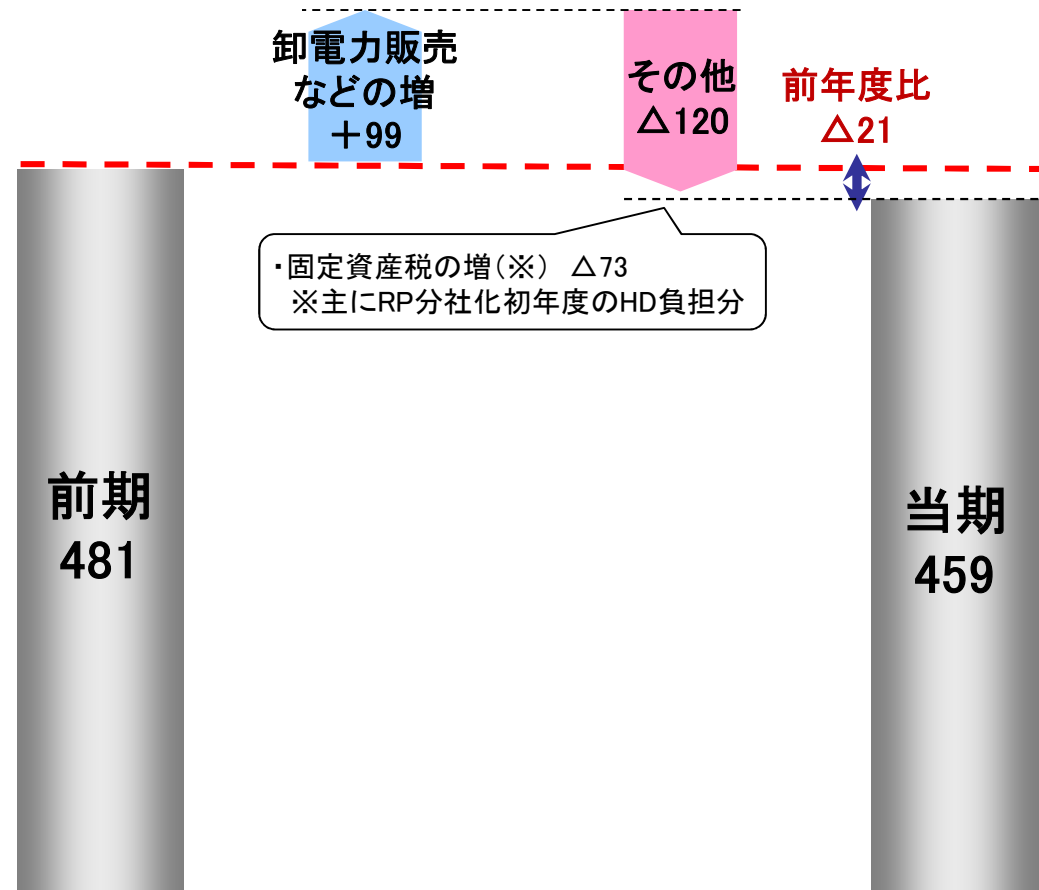 卸電力販売
などの増
＋99
その他
△120
前年度比
△21
・固定資産税の増（※） △73
※主にRP分社化初年度のHD負担分
前期
481
当期
459